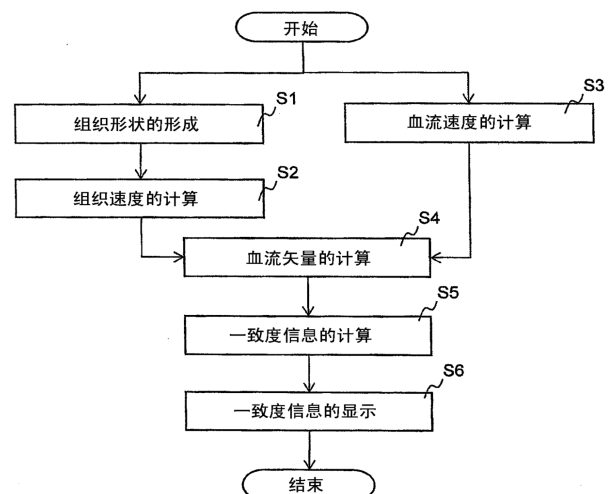 开始
S1
组织形状的形成
S3
血流速度的计算
S2
组织速度的计算
S4
血流矢量的计算
S5
一致度信息的计算
S6
一致度信息的显示
结束